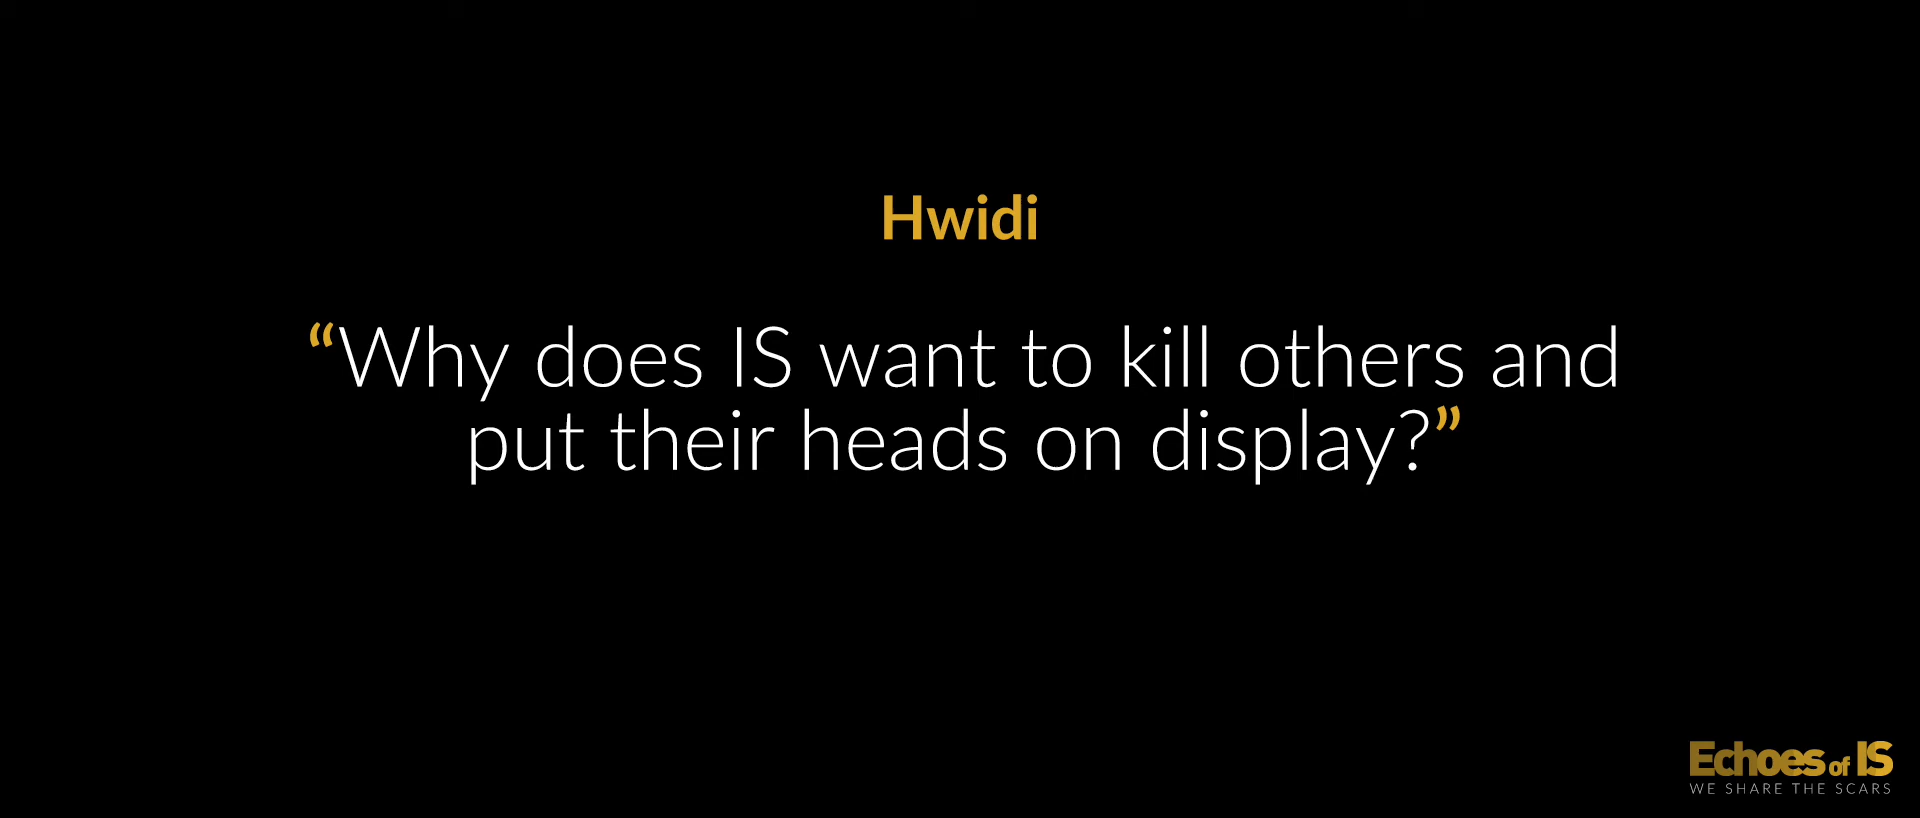 Hwidi
“Why does IS want to kill others and
put their heads on display?”
Echoes of IS
WE SHARE THE SCARS